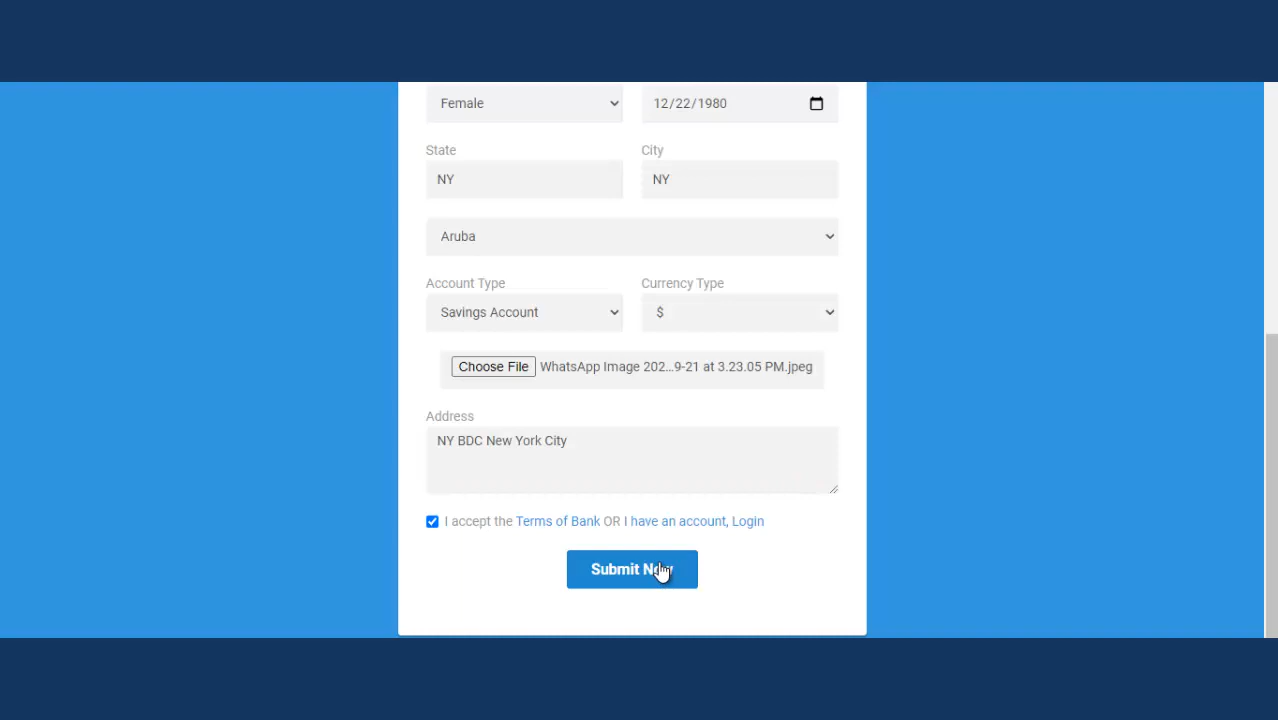 Female 12/22/1980
State City
NY NY
Aruba
Account Type Currency Type
Savings Account $
Choose File WhatsApp Image 202...9-21 at 3.23.05 PM.jpeg
Address
NY BDC New York City
I accept the Terms of Bank OR I have an account, Login
Submit